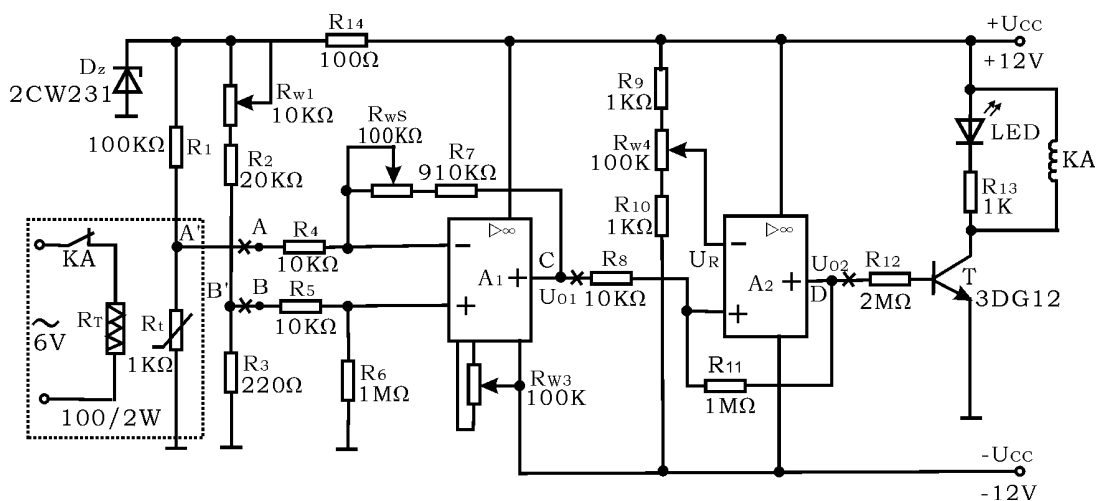 R14
100Ω
+UCC
+12V
DZ
2CW231
RW1
10KΩ
RWS
100KΩ
R9
1KΩ
LED
KA
100KΩ R1
R2
20KΩ
R7
910KΩ
RW4
100K
R13
1K
R10
1KΩ
A'
A
R4
10KΩ
▷∞
−
A1
+
+
C
U01
R8
10KΩ
UR
▷∞
−
A2
+
+
U02
D
R12
2MΩ
T
3DG12
KA
B'
B
R5
10KΩ
~
6V
RT
Rt
1KΩ
R3
220Ω
R6
1MΩ
RW3
100K
R11
1MΩ
100/2W
-UCC
-12V